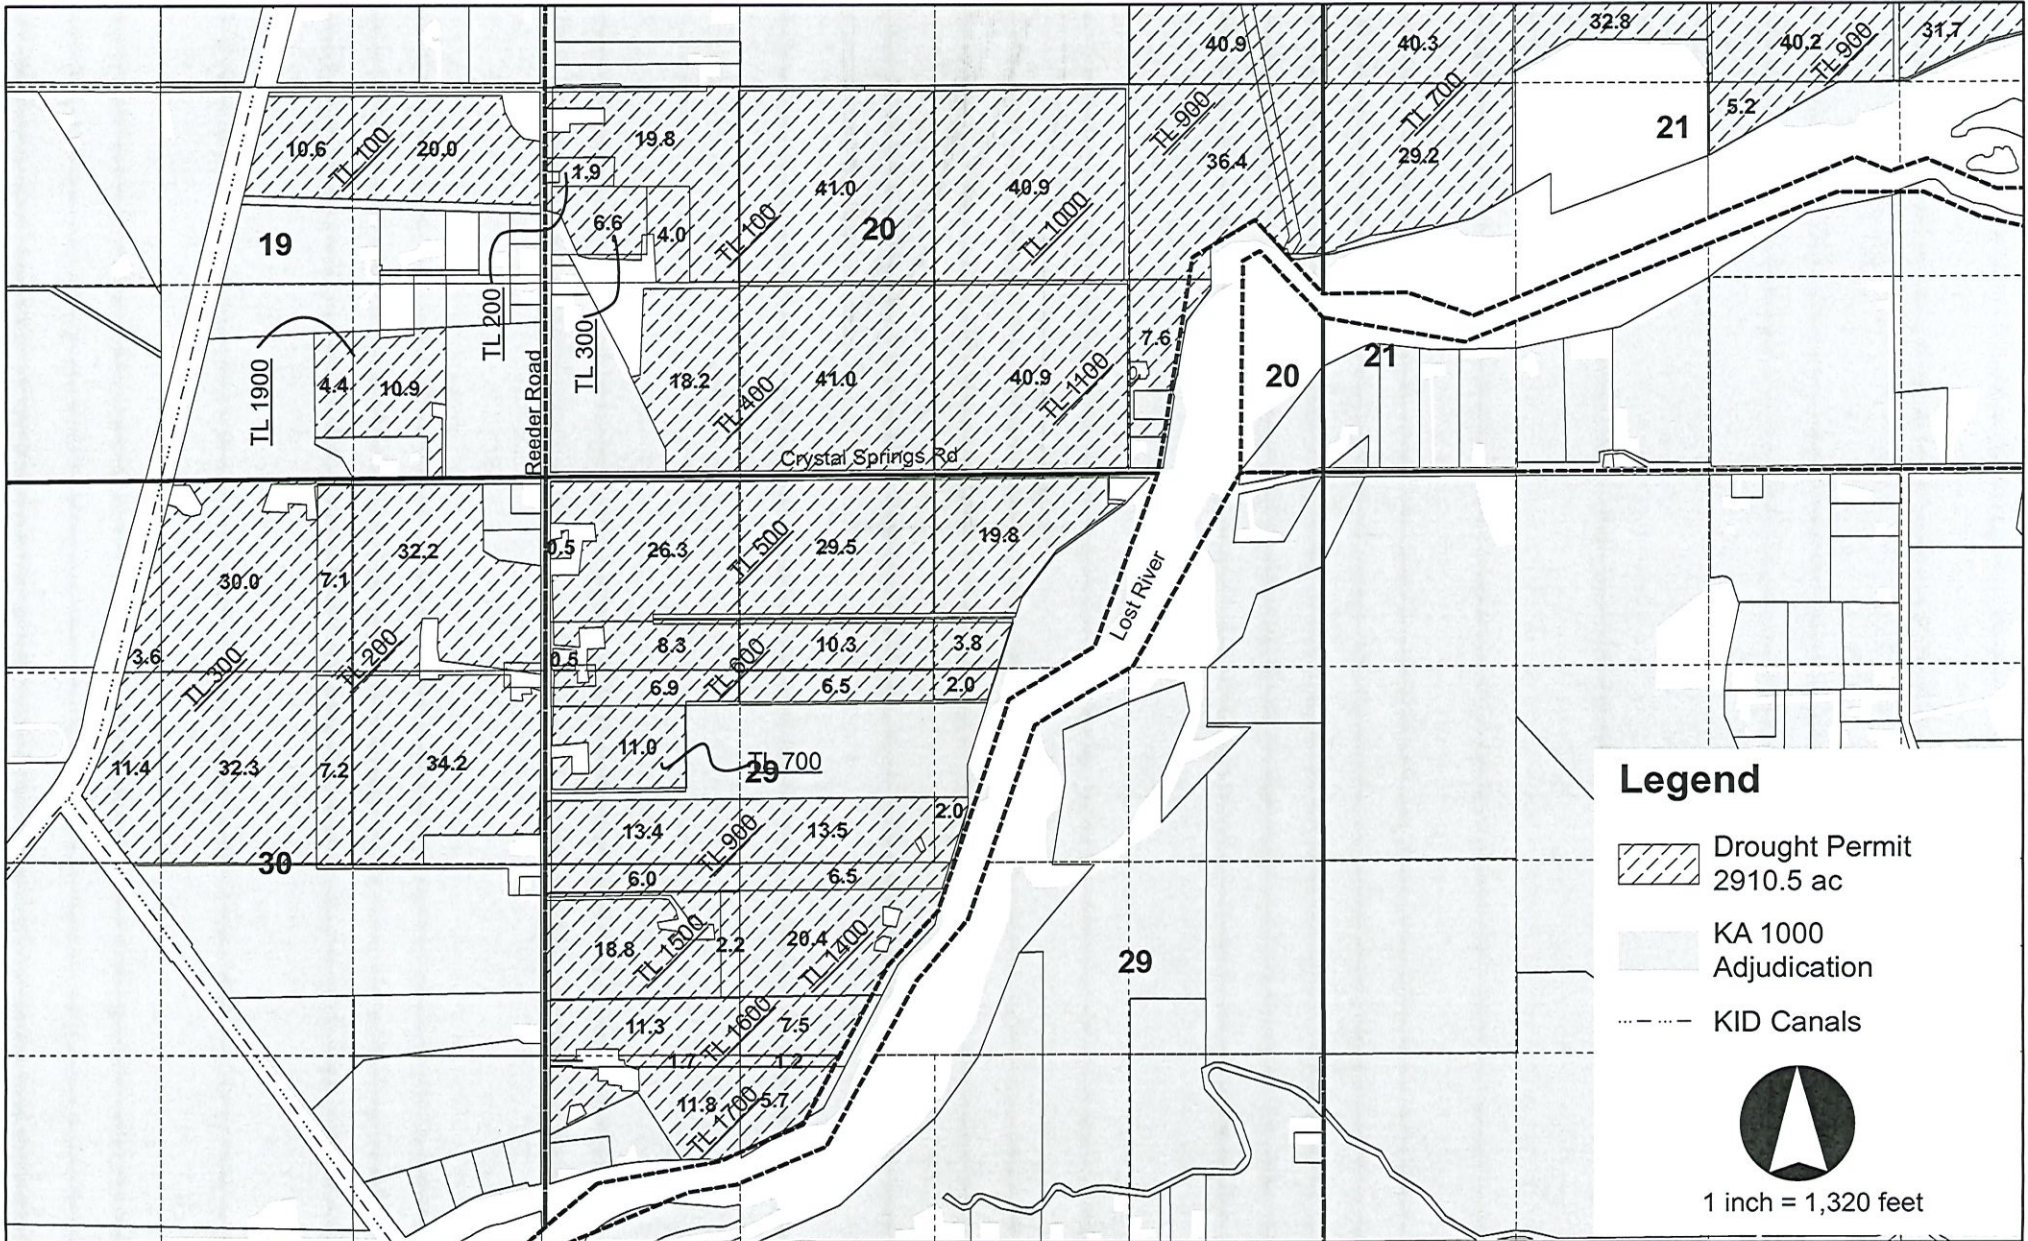 40.9
40.3
32.8
40.2
TL 900
31.7
10.6
TL 100
20.0
19.8
1.9
6.6
4.0
TL 100
41.0
20
40.9
TL 1000
TL 900
36.4
TL 700
29.2
21
5.2
19
TL 200
TL 300
TL 1900
4.4
10.9
Reeder Road
18.2
TL 400
41.0
40.9
TL 1100
7.6
20
21
Crystal Springs Rd
30.0
7.1
32.2
0.5
26.3
TL 500
29.5
19.8
Lost River
3.6
TL 300
TL 200
0.5
8.3
TL 600
10.3
3.8
6.9
6.5
2.0
11.4
32.3
7.2
34.2
11.0
TL 700
29
13.4
TL 900
13.5
2.0
30
6.0
6.5
18.8
TL 1500
2.2
20.4
TL 1400
29
11.3
TL 1600
7.5
1.7
1.2
11.8
TL 1700
5.7
Legend
Drought Permit
2910.5 ac
KA 1000
Adjudication
KID Canals
1 inch = 1,320 feet